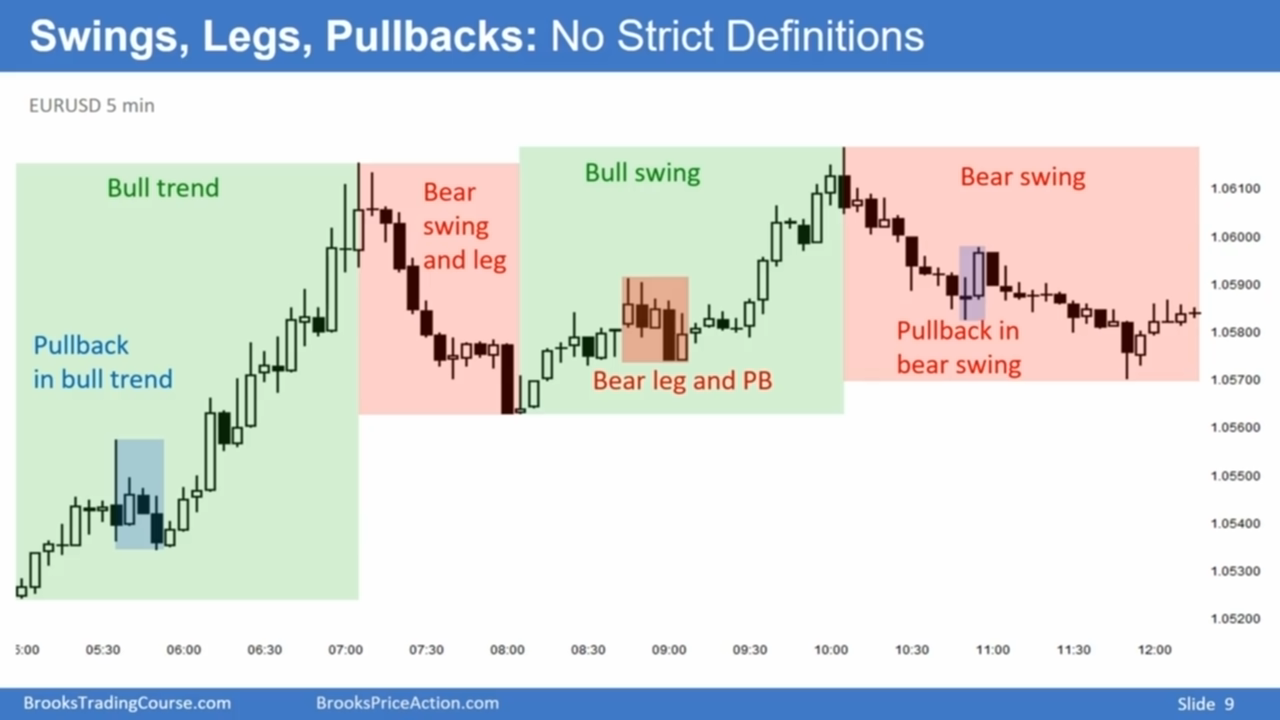 Swings, Legs, Pullbacks: No Strict Definitions
EURUSD 5 min
Bull trend
Bear
swing
and leg
Bull swing
Bear swing
Pullback
in bull trend
Bear leg and PB
Pullback in
bear swing
1.06100
1.06000
1.05900
1.05800
1.05700
1.05600
1.05500
1.05400
1.05300
1.05200
5:00 05:30 06:00 06:30 07:00 07:30 08:00 08:30 09:00 09:30 10:00 10:30 11:00 11:30 12:00
BrooksTradingCourse.com BrooksPriceAction.com Slide 9